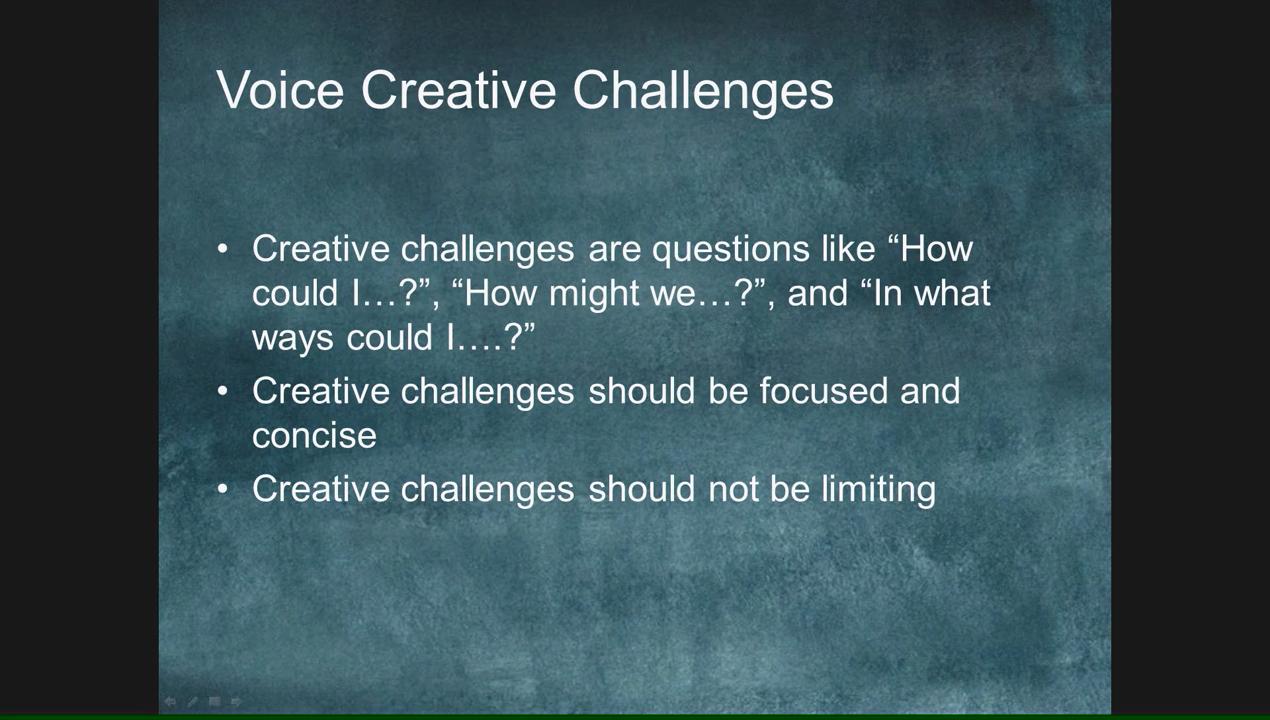 Voice Creative Challenges
• Creative challenges are questions like “How
could I…?”, “How might we…?”, and “In what
ways could I….?”
• Creative challenges should be focused and
concise
• Creative challenges should not be limiting